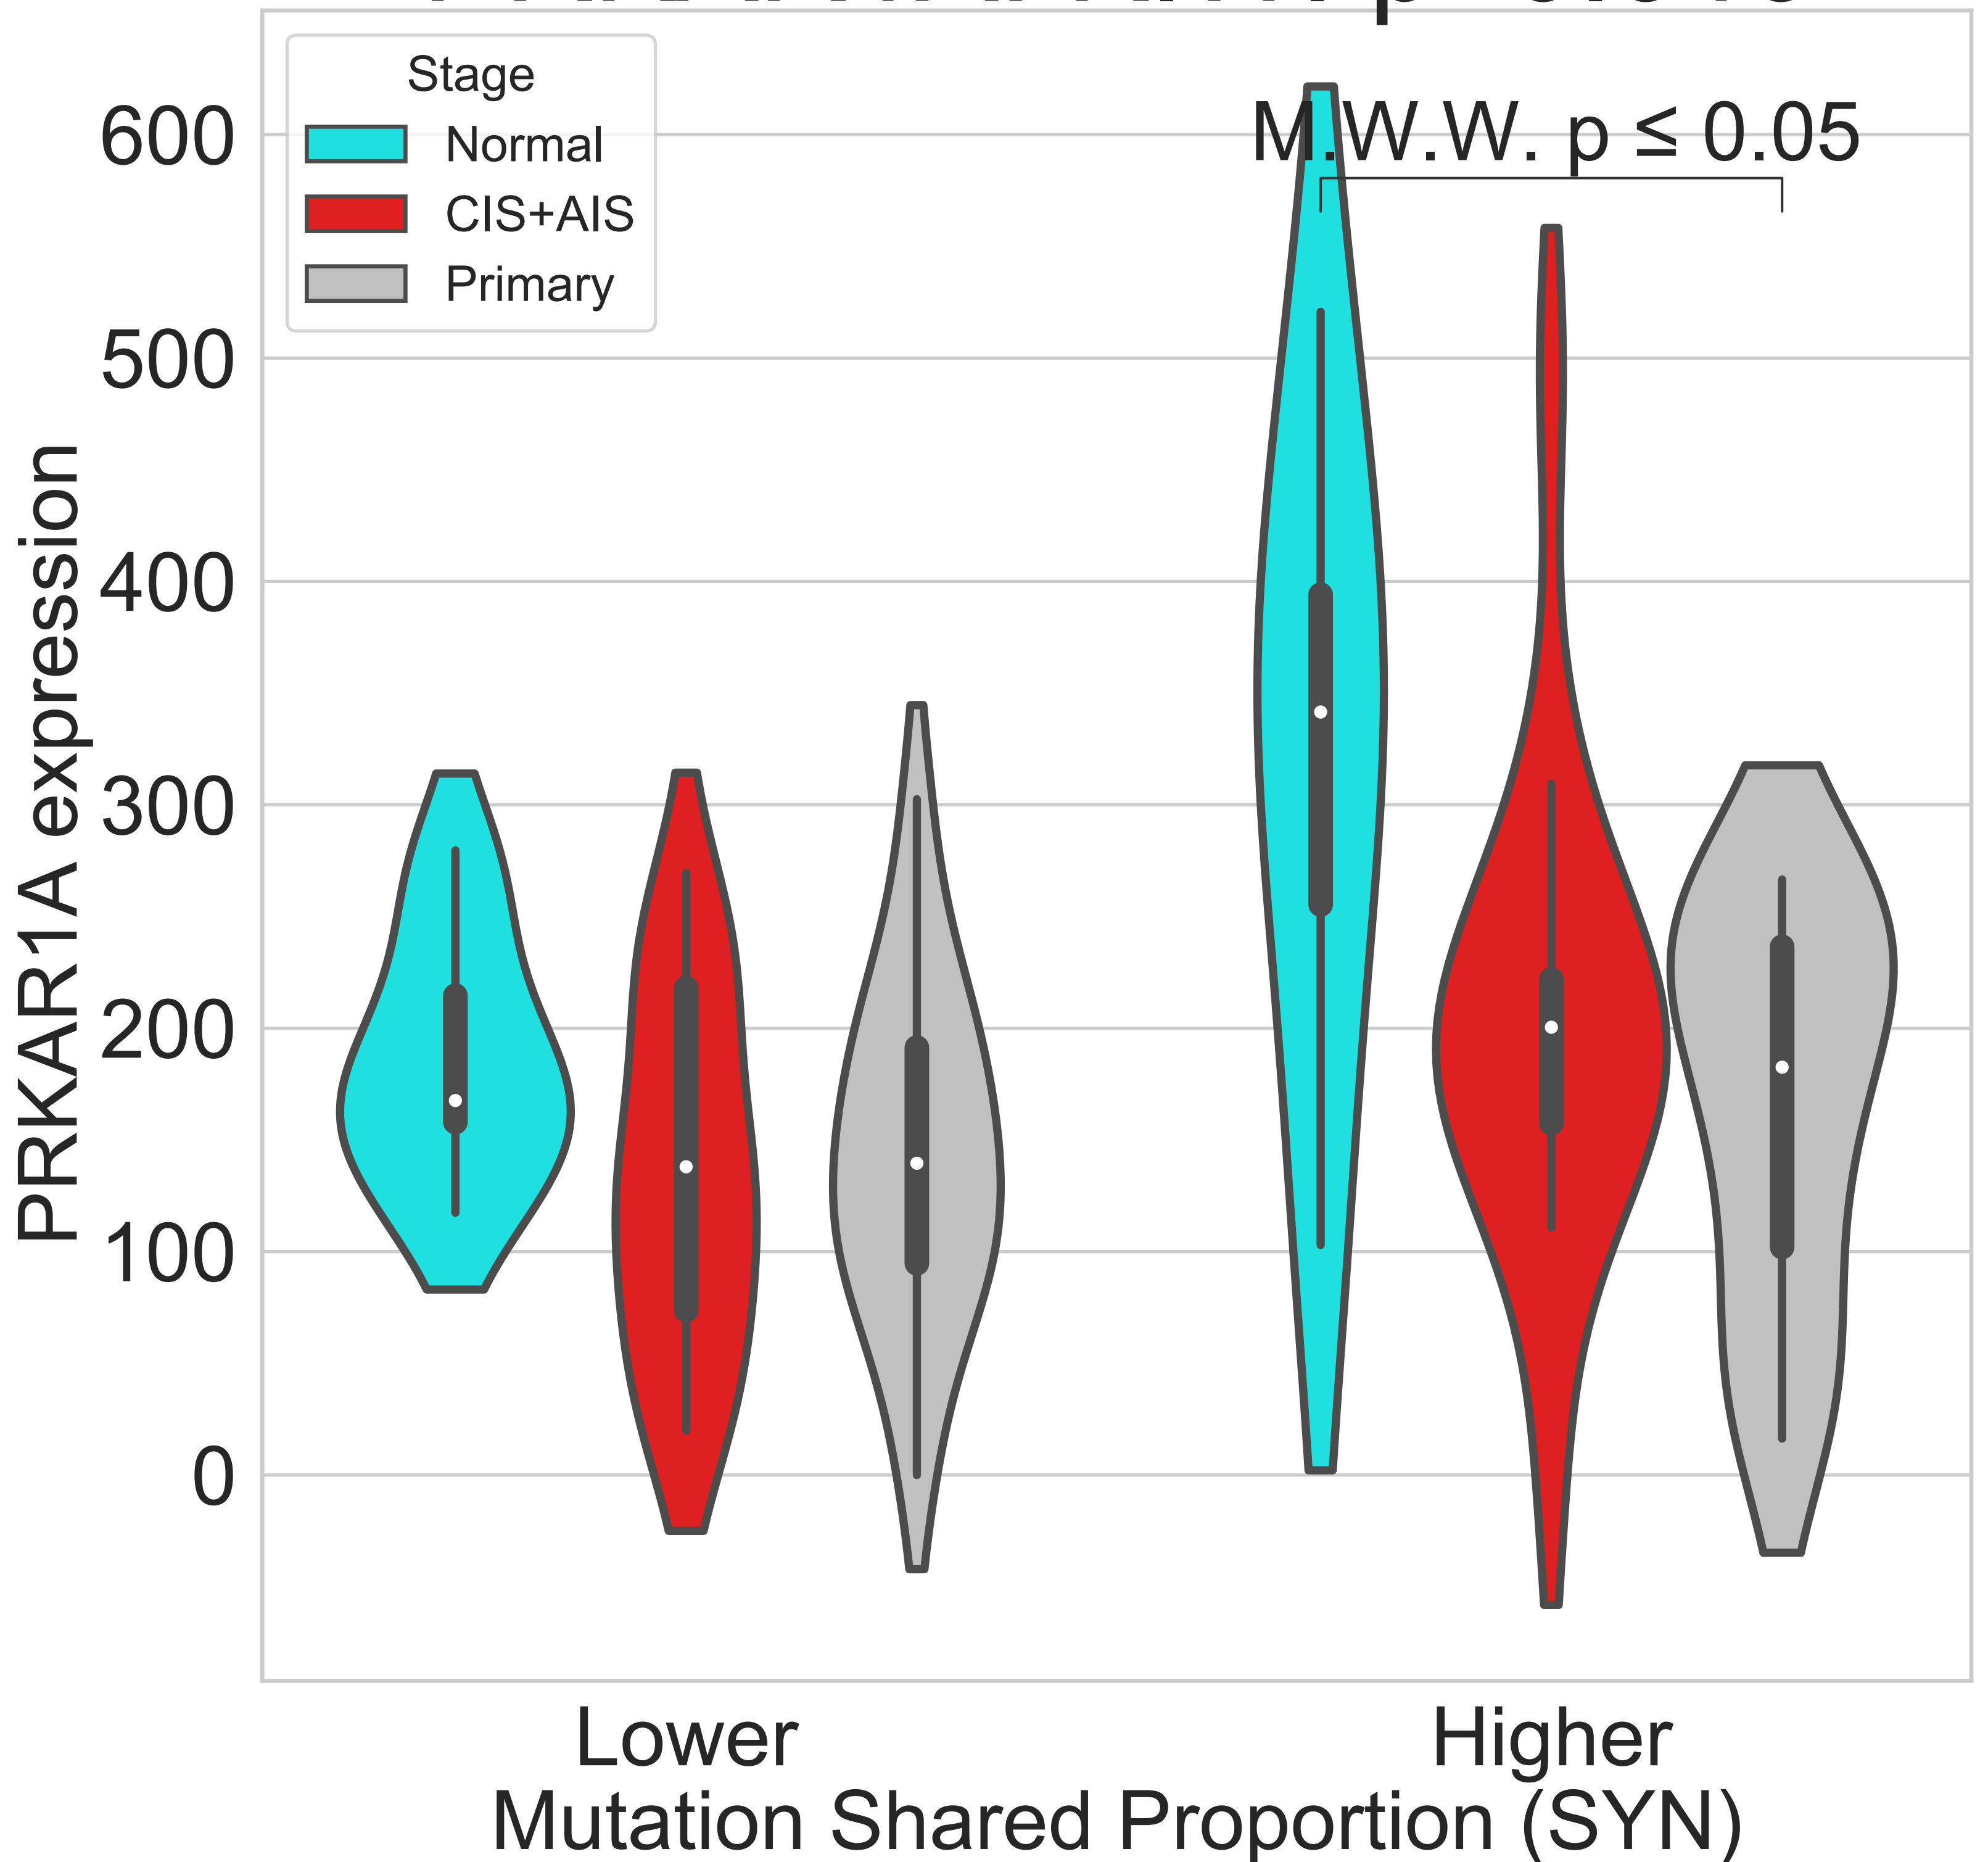 Stage
Normal
CIS+AIS
Primary
M.W.W. p ≤ 0.05
600
500
400
300
200
100
0
PRKAR1A expression
Lower
Higher
Mutation Shared Proportion (SYN)